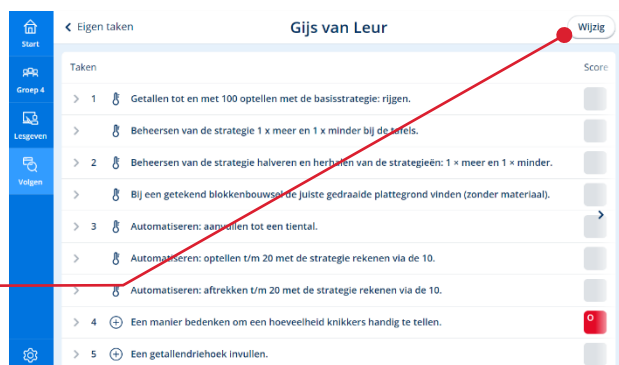 Start
Groep 4
Lesgeven
Volgen
Eigen taken
Gijs van Leur
Wijzig
Taken
Score
1 Getallen tot en met 100 optellen met de basisstrategie: rijgen.
Beheersen van de strategie 1 x meer en 1 x minder bij de tafels.
2 Beheersen van de strategie halveren en herhalen van de strategieën: 1 × meer en 1 × minder.
Bij een getekend blokkenbouwsel de juiste gedraaide plattegrond vinden (zonder materiaal).
3 Automatiseren: aanvullen tot een tiental.
Automatiseren: optellen t/m 20 met de strategie rekenen via de 10.
Automatiseren: aftrekken t/m 20 met de strategie rekenen via de 10.
4 Een manier bedenken om een hoeveelheid knikkers handig te tellen. O
5 Een getallendriehoek invullen.